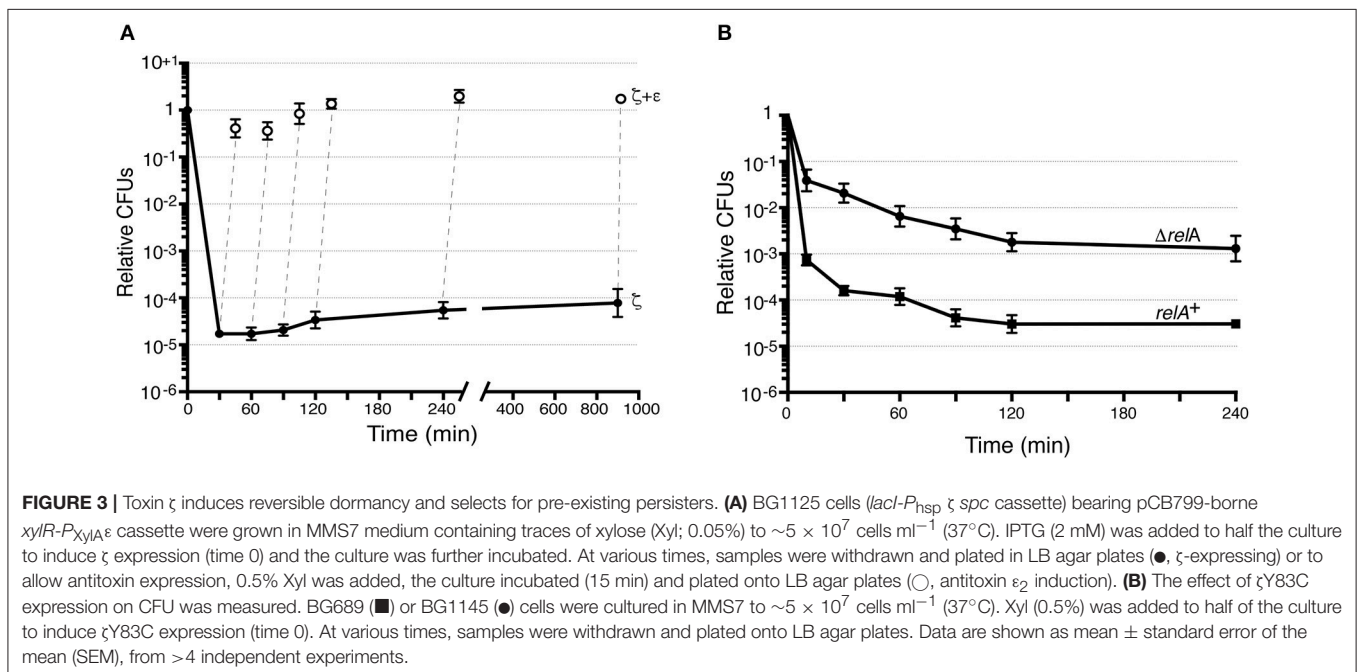 A
B
10+1
1
10-1
10-2
10-3
10-4
10-5
10-6
Relative CFUs
ζ+ε
ζ
0
60
120
240
400
600
800
1000
Time (min)
1
10-1
10-2
10-3
10-4
10-5
10-6
Relative CFUs
ΔrelA
relA+
0
60
120
180
240
Time (min)
FIGURE 3 | Toxin ζ induces reversible dormancy and selects for pre-existing persisters. (A) BG1125 cells (lacI-Phsp ζ spc cassette) bearing pCB799-borne
xylR-PXylAε cassette were grown in MMS7 medium containing traces of xylose (Xyl; 0.05%) to ~5 × 10⁷ cells ml⁻¹ (37°C). IPTG (2 mM) was added to half the culture
to induce ζ expression (time 0) and the culture was further incubated. At various times, samples were withdrawn and plated in LB agar plates (●, ζ-expressing) or to
allow antitoxin expression, 0.5% Xyl was added, the culture incubated (15 min) and plated onto LB agar plates (○, antitoxin ε₂ induction). (B) The effect of ζY83C
expression on CFU was measured. BG689 (■) or BG1145 (●) cells were cultured in MMS7 to ~5 × 10⁷ cells ml⁻¹ (37°C). Xyl (0.5%) was added to half of the culture
to induce ζY83C expression (time 0). At various times, samples were withdrawn and plated onto LB agar plates. Data are shown as mean ± standard error of the
mean (SEM), from >4 independent experiments.